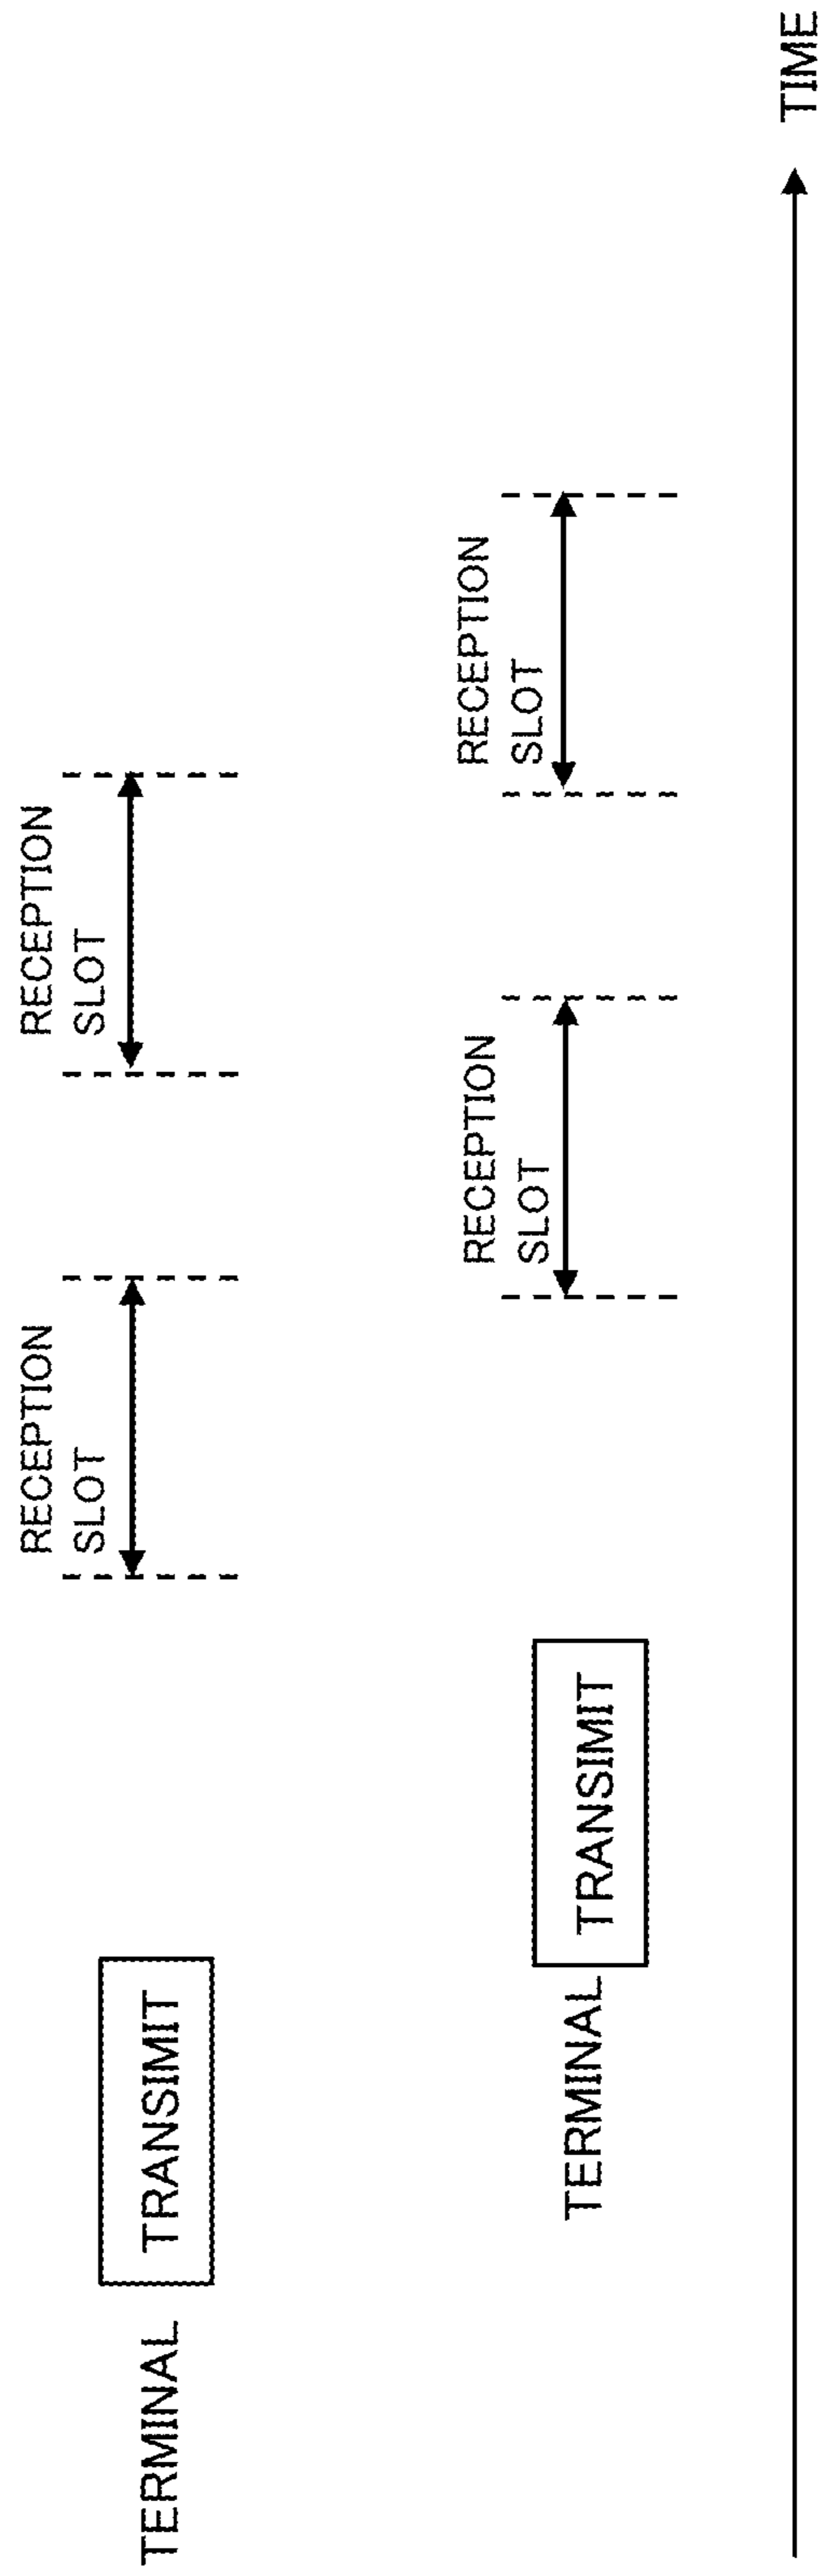 TERMINAL
TRANSIMIT
RECEPTION
SLOT
RECEPTION
SLOT
TERMINAL
TRANSIMIT
RECEPTION
SLOT
RECEPTION
SLOT
TIME